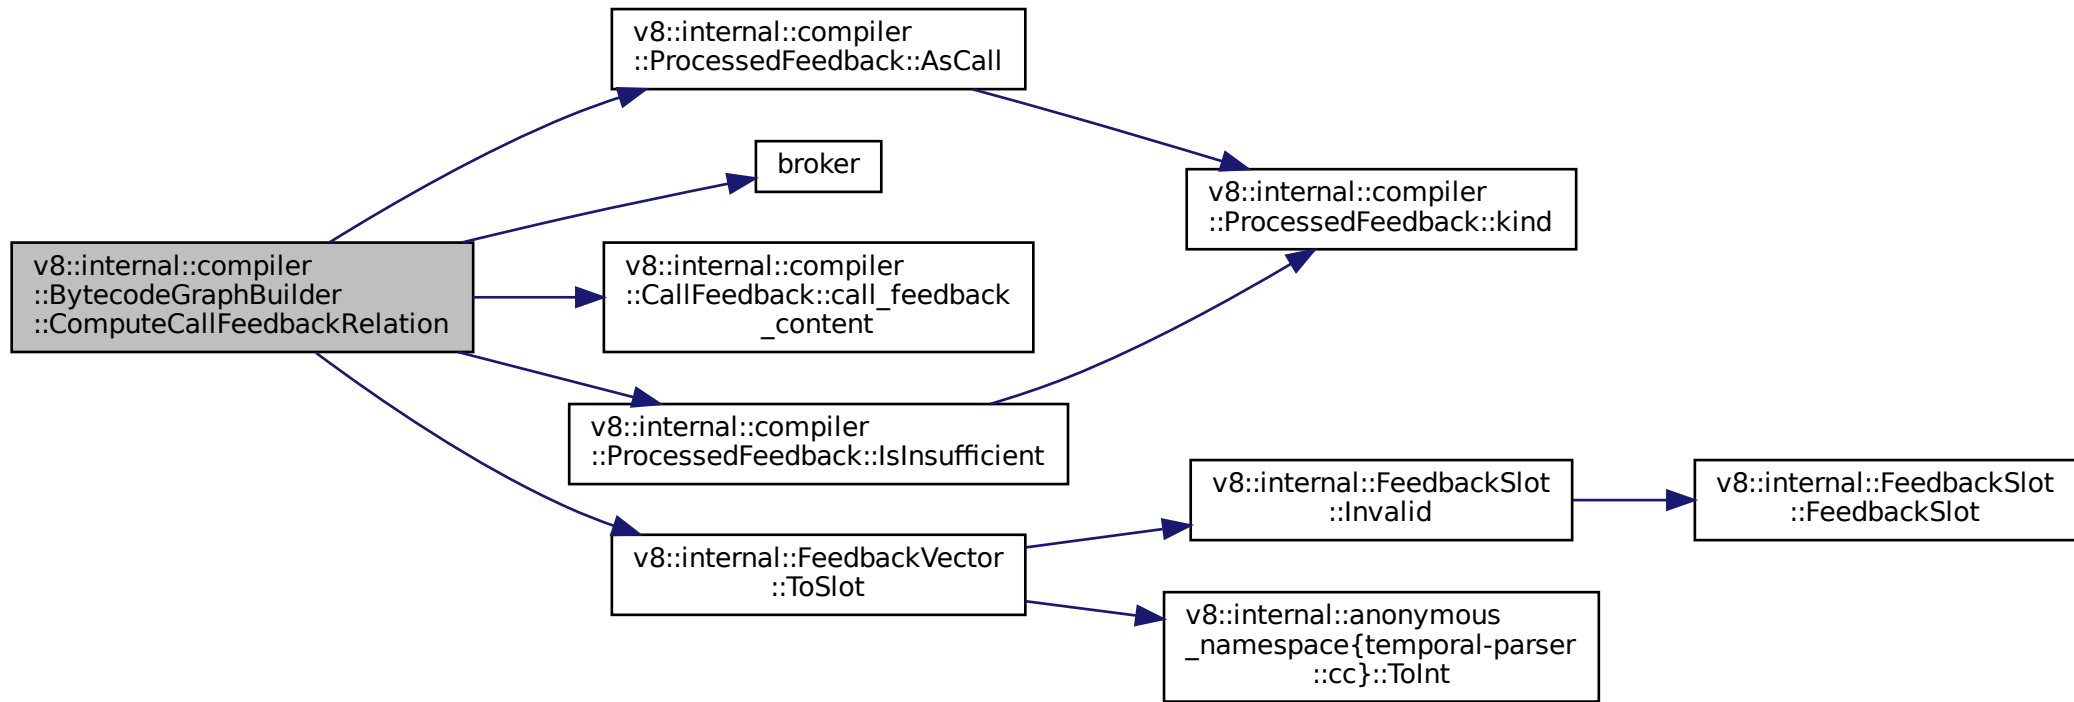 v8::internal::compiler
::ProcessedFeedback::AsCall
broker
v8::internal::compiler
::ProcessedFeedback::kind
v8::internal::compiler
::BytecodeGraphBuilder
::ComputeCallFeedbackRelation
v8::internal::compiler
::CallFeedback::call_feedback
_content
v8::internal::compiler
::ProcessedFeedback::IsInsufficient
v8::internal::FeedbackSlot
::Invalid
v8::internal::FeedbackSlot
::FeedbackSlot
v8::internal::FeedbackVector
::ToSlot
v8::internal::anonymous
_namespace{temporal-parser
::cc}::ToInt